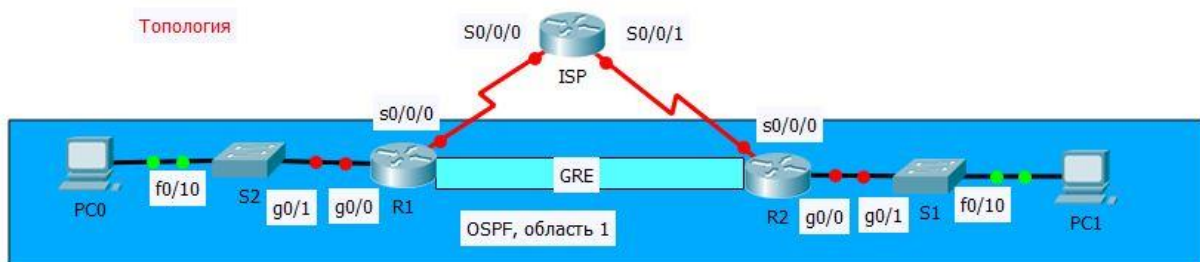 Топология
S0/0/0
S0/0/1
ISP
s0/0/0
s0/0/0
GRE
PC0
f0/10
S2
g0/1
g0/0
R1
OSPF, область 1
R2
g0/0
g0/1
S1
f0/10
PC1